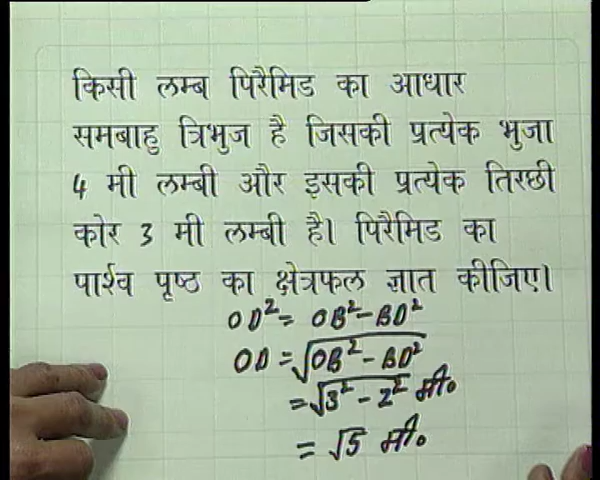 किसी लम्ब पिरैमिड का आधार
समबाहु त्रिभुज है जिसकी प्रत्येक भुजा
4 मी लम्बी और इसकी प्रत्येक तिरछी
कोर 3 मी लम्बी है। पिरैमिड का
पार्श्व पृष्ठ का क्षेत्रफल ज्ञात कीजिए।
OD² = OB² - BD²
OD = √OB² - BD²
= √3² - 2² मी०
= √5 मी०